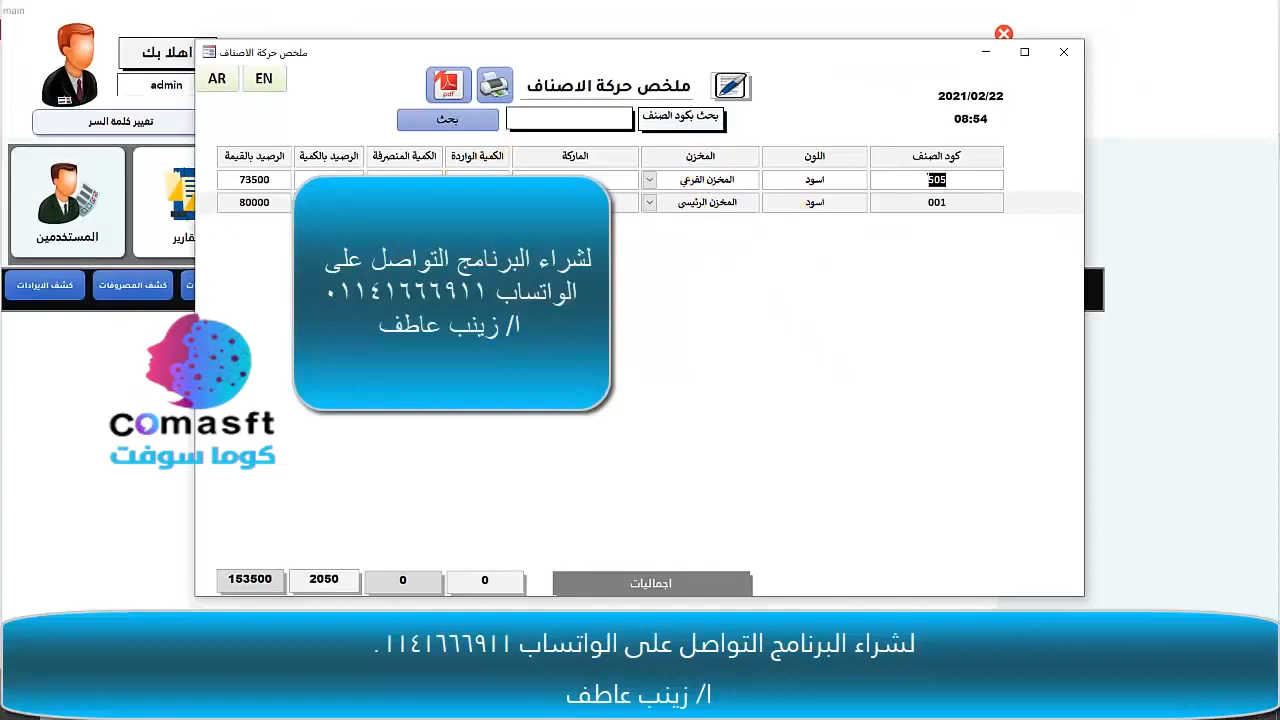 main
اهلا بك
admin
تغيير كلمة السر
المستخدمين
كشف المصروفات
كشف الايرادات
ملخص حركة الاصناف
AR
EN
pdf
ملخص حركة الاصناف
2021/02/22
08:54
بحث بكود الصنف
بحث
كود الصنف اللون المخزن الماركة الكمية الواردة الكمية المنصرفة الرصيد بالكمية الرصيد بالقيمة
505 اسود المخزن الفرعي 73500
001 اسود المخزن الرئيسى 80000
لشراء البرنامج التواصل على
الواتساب ٠١١٤١٦٦٦٩١١
ا/ زينب عاطف
comasft
كوما سوفت
اجماليات 0 0 2050 153500
لشراء البرنامج التواصل على الواتساب ١١٤١٦٦٦٩١١.
ا/ زينب عاطف